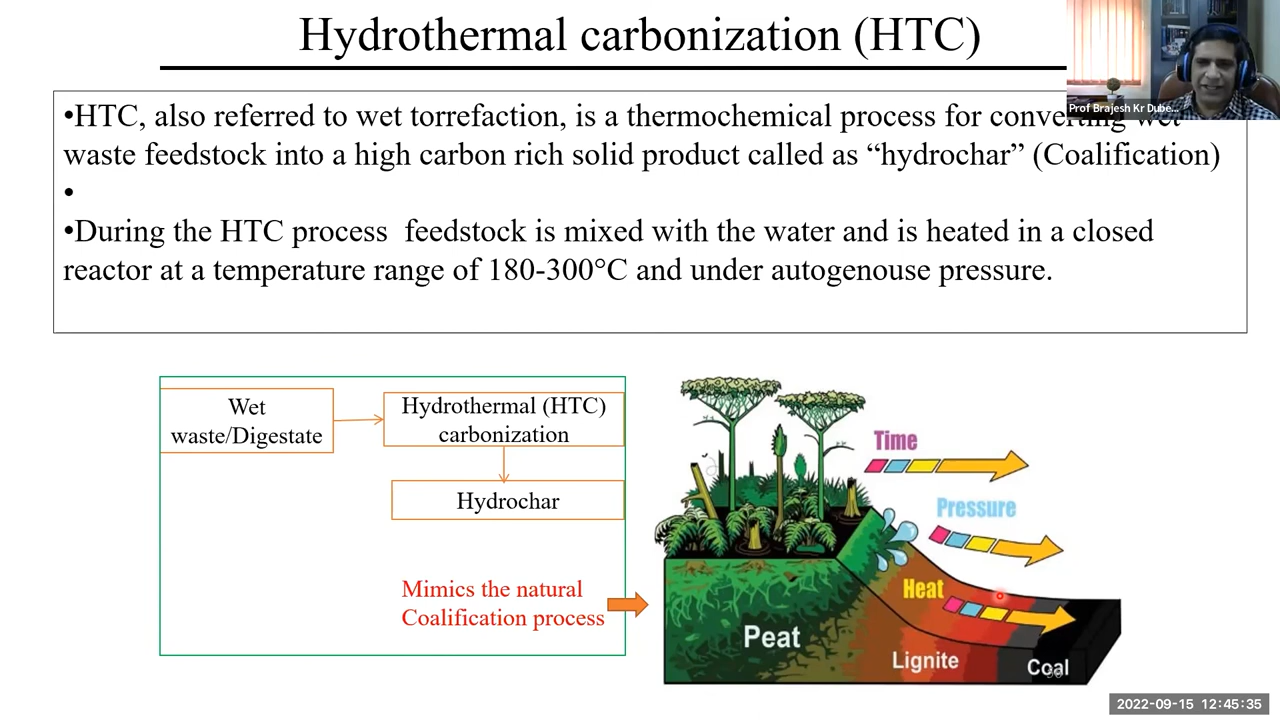 Hydrothermal carbonization (HTC)
Prof Brajesh Kr Dube...
•HTC, also referred to wet torrefaction, is a thermochemical process for converting wet
waste feedstock into a high carbon rich solid product called as “hydrochar” (Coalification)
•
•During the HTC process feedstock is mixed with the water and is heated in a closed
reactor at a temperature range of 180-300°C and under autogenouse pressure.
Wet
waste/Digestate
Hydrothermal (HTC)
carbonization
Hydrochar
Mimics the natural
Coalification process
Time
Pressure
Heat
Peat
Lignite
Coal
2022-09-15 12:45:35